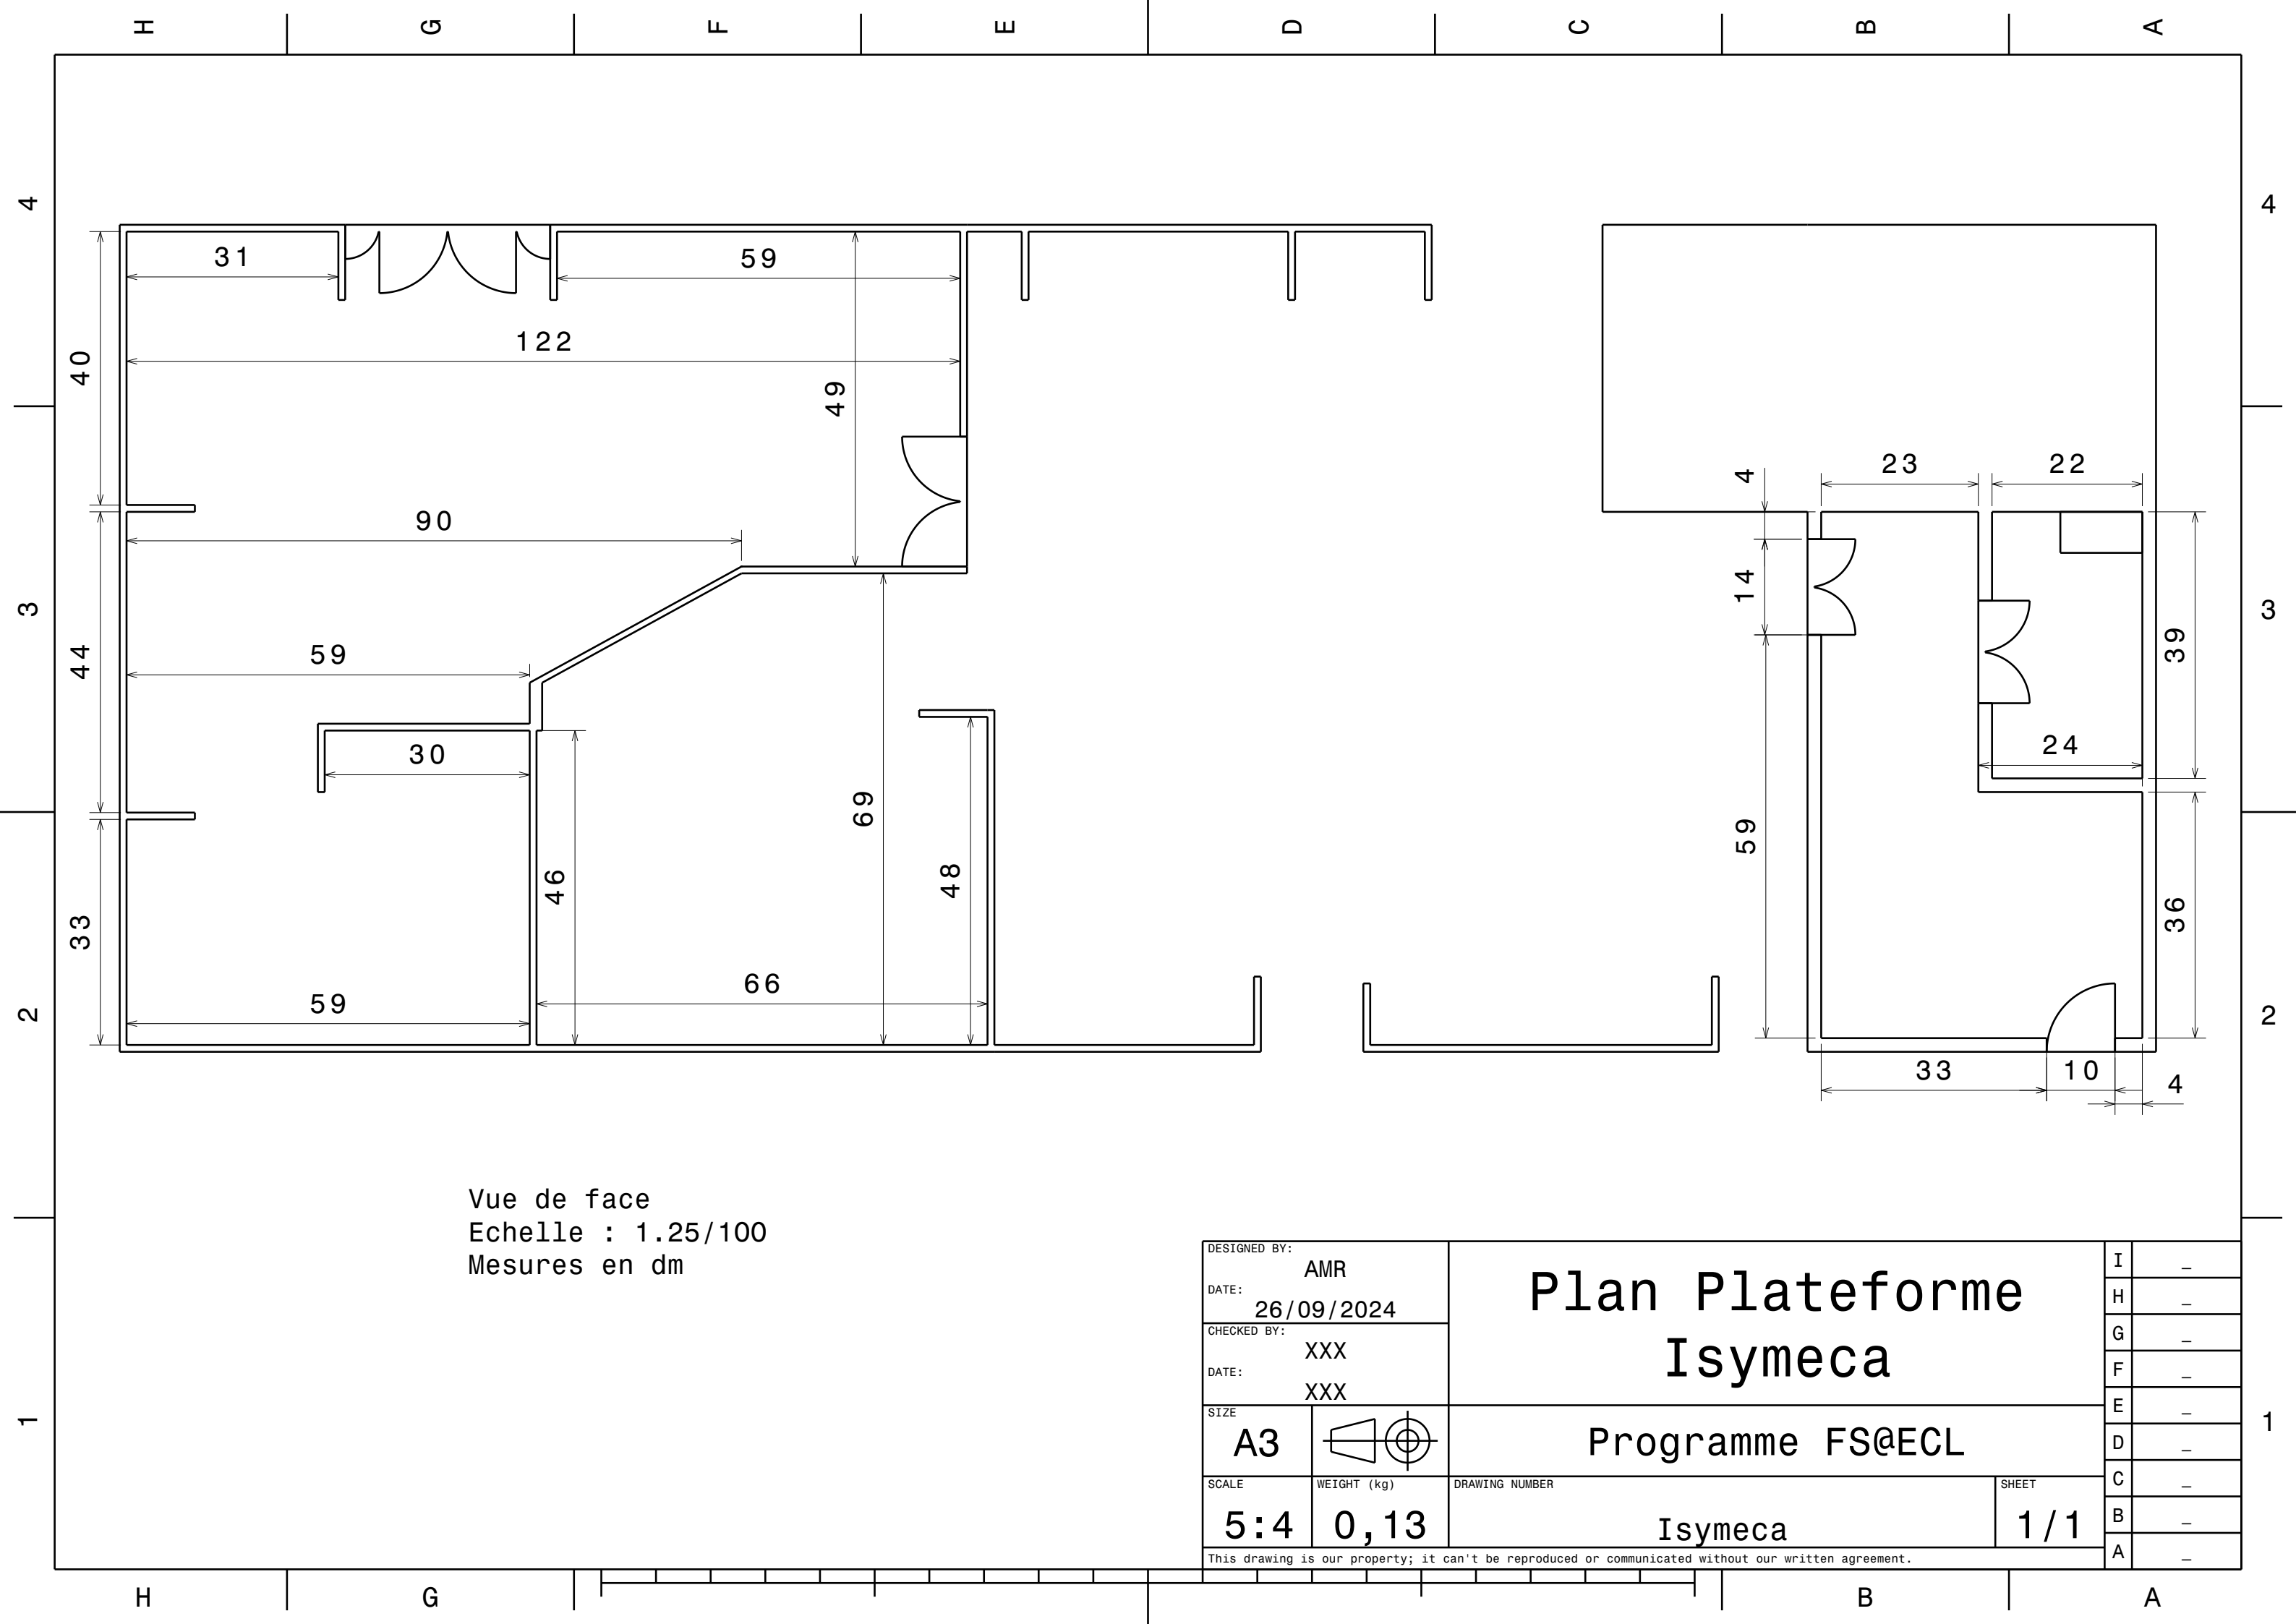 H G F E D C B A
4 4
31
59
122
40
49
23 22
4
90
14
3 3
44
59
39
30
24
69
59
46
48
33
36
66
59
2 2
33 10 4
Vue de face
Echelle : 1.25/100
Mesures en dm
DESIGNED BY:
AMR
DATE:
26/09/2024
CHECKED BY:
XXX
DATE:
XXX
SIZE
A3
SCALE
5:4
WEIGHT (kg)
0,13
Plan Plateforme
Isymeca
Programme FS@ECL
DRAWING NUMBER
Isymeca
SHEET
1/1
This drawing is our property; it can't be reproduced or communicated without our written agreement.
I _
H _
G _
F _
E _
D _
C _
B _
A _
1 1
H G B A